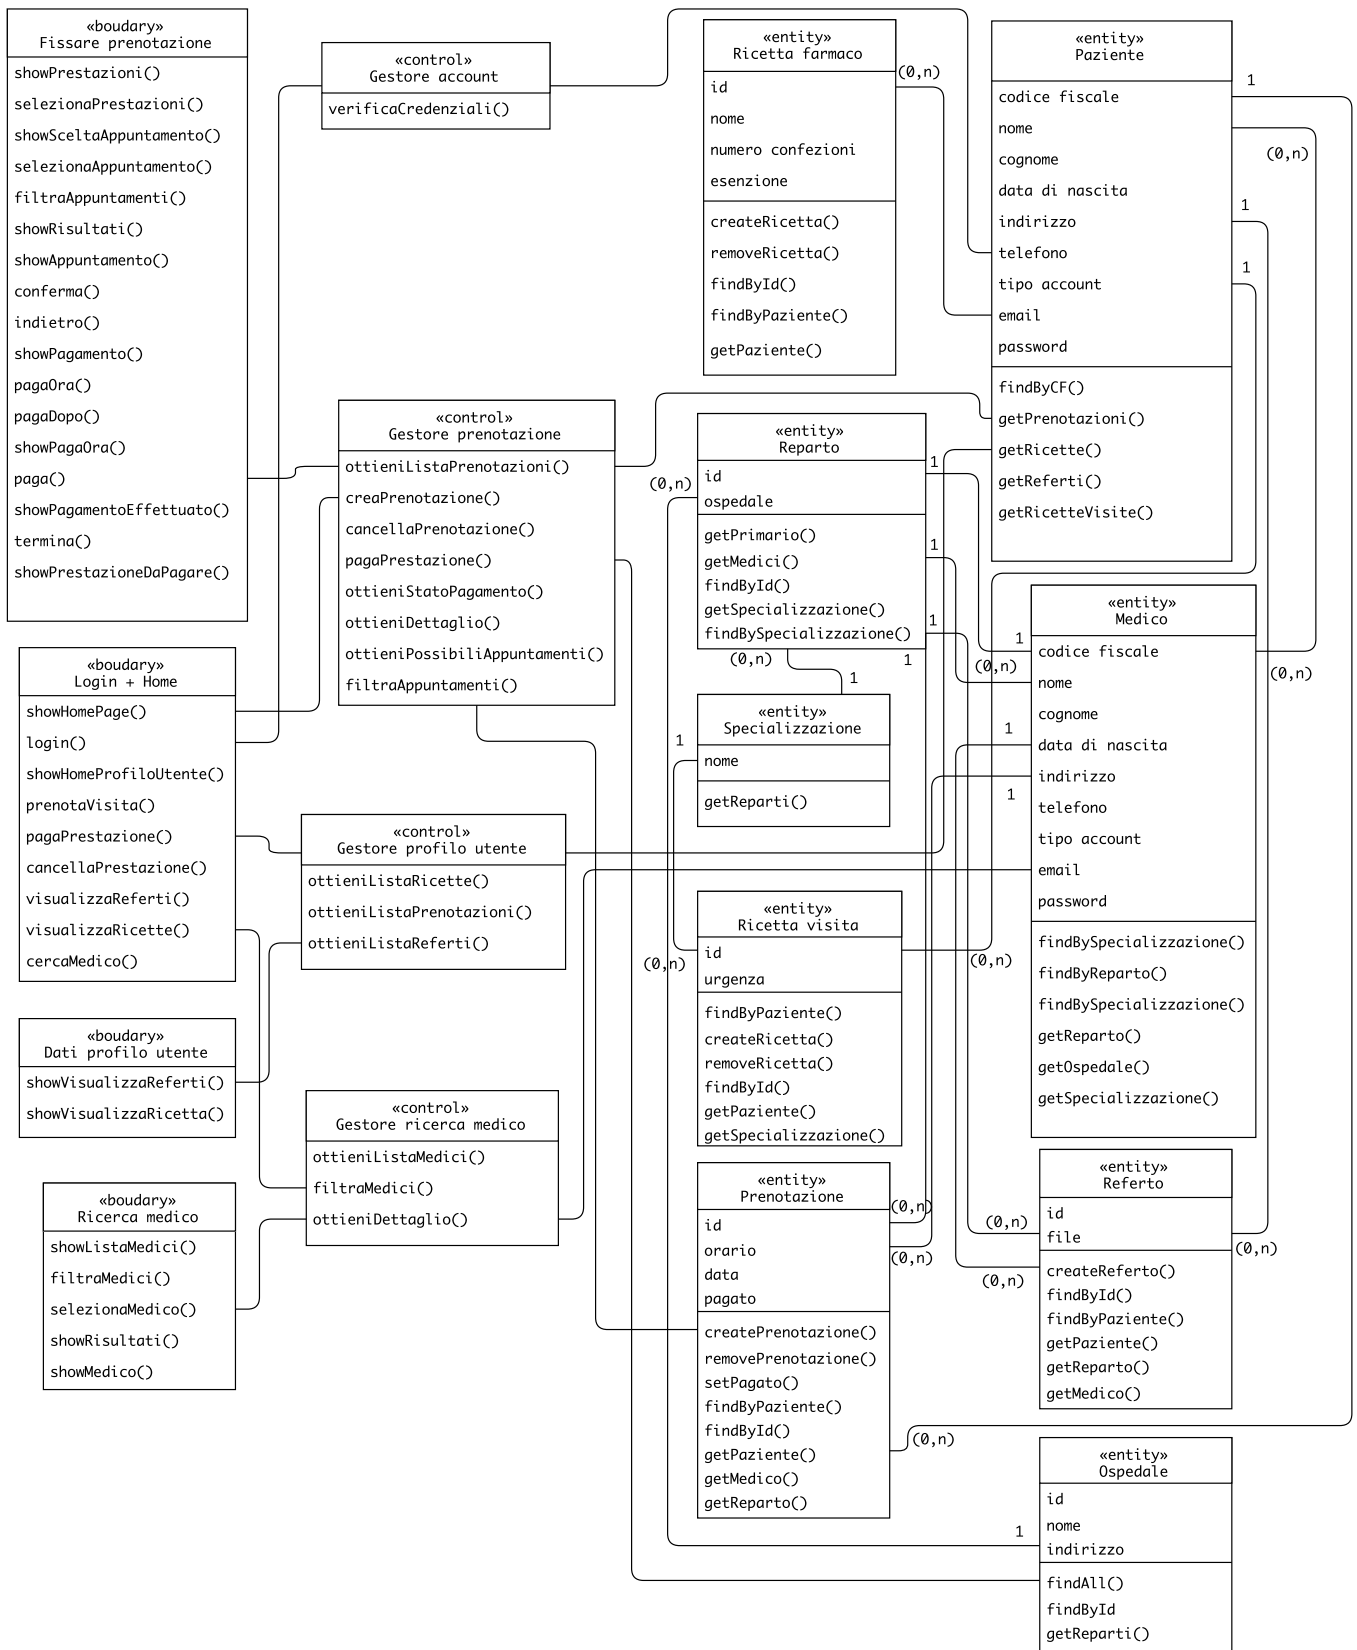 «boudary»
Fissare prenotazione
showPrestazioni()
selezionaPrestazioni()
showSceltaAppuntamento()
selezionaAppuntamento()
filtraAppuntamenti()
showRisultati()
showAppuntamento()
conferma()
indietro()
showPagamento()
pagaOra()
pagaDopo()
showPagaOra()
paga()
showPagamentoEffettuato()
termina()
showPrestazioneDaPagare()
«control»
Gestore account
verificaCredenziali()
«entity»
Ricetta farmaco
id
nome
numero confezioni
esenzione
createRicetta()
removeRicetta()
findById()
findByPaziente()
getPaziente()
(0,n)
«entity»
Paziente
codice fiscale
nome
cognome
data di nascita
indirizzo
telefono
tipo account
email
password
findByCF()
getPrenotazioni()
getRicette()
getReferti()
getRicetteVisite()
1
(0,n)
1
1
«control»
Gestore prenotazione
ottieniListaPrenotazioni()
creaPrenotazione()
cancellaPrenotazione()
pagaPrestazione()
ottieniStatoPagamento()
ottieniDettaglio()
ottieniPossibiliAppuntamenti()
filtraAppuntamenti()
«entity»
Reparto
id
ospedale
getPrimario()
getMedici()
findById()
getSpecializzazione()
findBySpecializzazione()
(0,n)
1
1
1
(0,n)
1
1
«entity»
Specializzazione
nome
getReparti()
1
«entity»
Medico
codice fiscale
nome
cognome
data di nascita
indirizzo
telefono
tipo account
email
password
findBySpecializzazione()
findByReparto()
findBySpecializzazione()
getReparto()
getOspedale()
getSpecializzazione()
1
(0,n)
(0,n)
1
1
«boudary»
Login + Home
showHomePage()
login()
showHomeProfiloUtente()
prenotaVisita()
pagaPrestazione()
cancellaPrestazione()
visualizzaReferti()
visualizzaRicette()
cercaMedico()
«control»
Gestore profilo utente
ottieniListaRicette()
ottieniListaPrenotazioni()
ottieniListaReferti()
«entity»
Ricetta visita
id
urgenza
findByPaziente()
createRicetta()
removeRicetta()
findById()
getPaziente()
getSpecializzazione()
(0,n)
(0,n)
«boudary»
Dati profilo utente
showVisualizzaReferti()
showVisualizzaRicetta()
«control»
Gestore ricerca medico
ottieniListaMedici()
filtraMedici()
ottieniDettaglio()
«boudary»
Ricerca medico
showListaMedici()
filtraMedici()
selezionaMedico()
showRisultati()
showMedico()
«entity»
Prenotazione
id
orario
data
pagato
createPrenotazione()
removePrenotazione()
setPagato()
findByPaziente()
findById()
getPaziente()
getMedico()
getReparto()
(0,n)
(0,n)
(0,n)
«entity»
Referto
id
file
createReferto()
findById()
findByPaziente()
getPaziente()
getReparto()
getMedico()
(0,n)
(0,n)
(0,n)
«entity»
Ospedale
id
nome
indirizzo
findAll()
findById
getReparti()
1